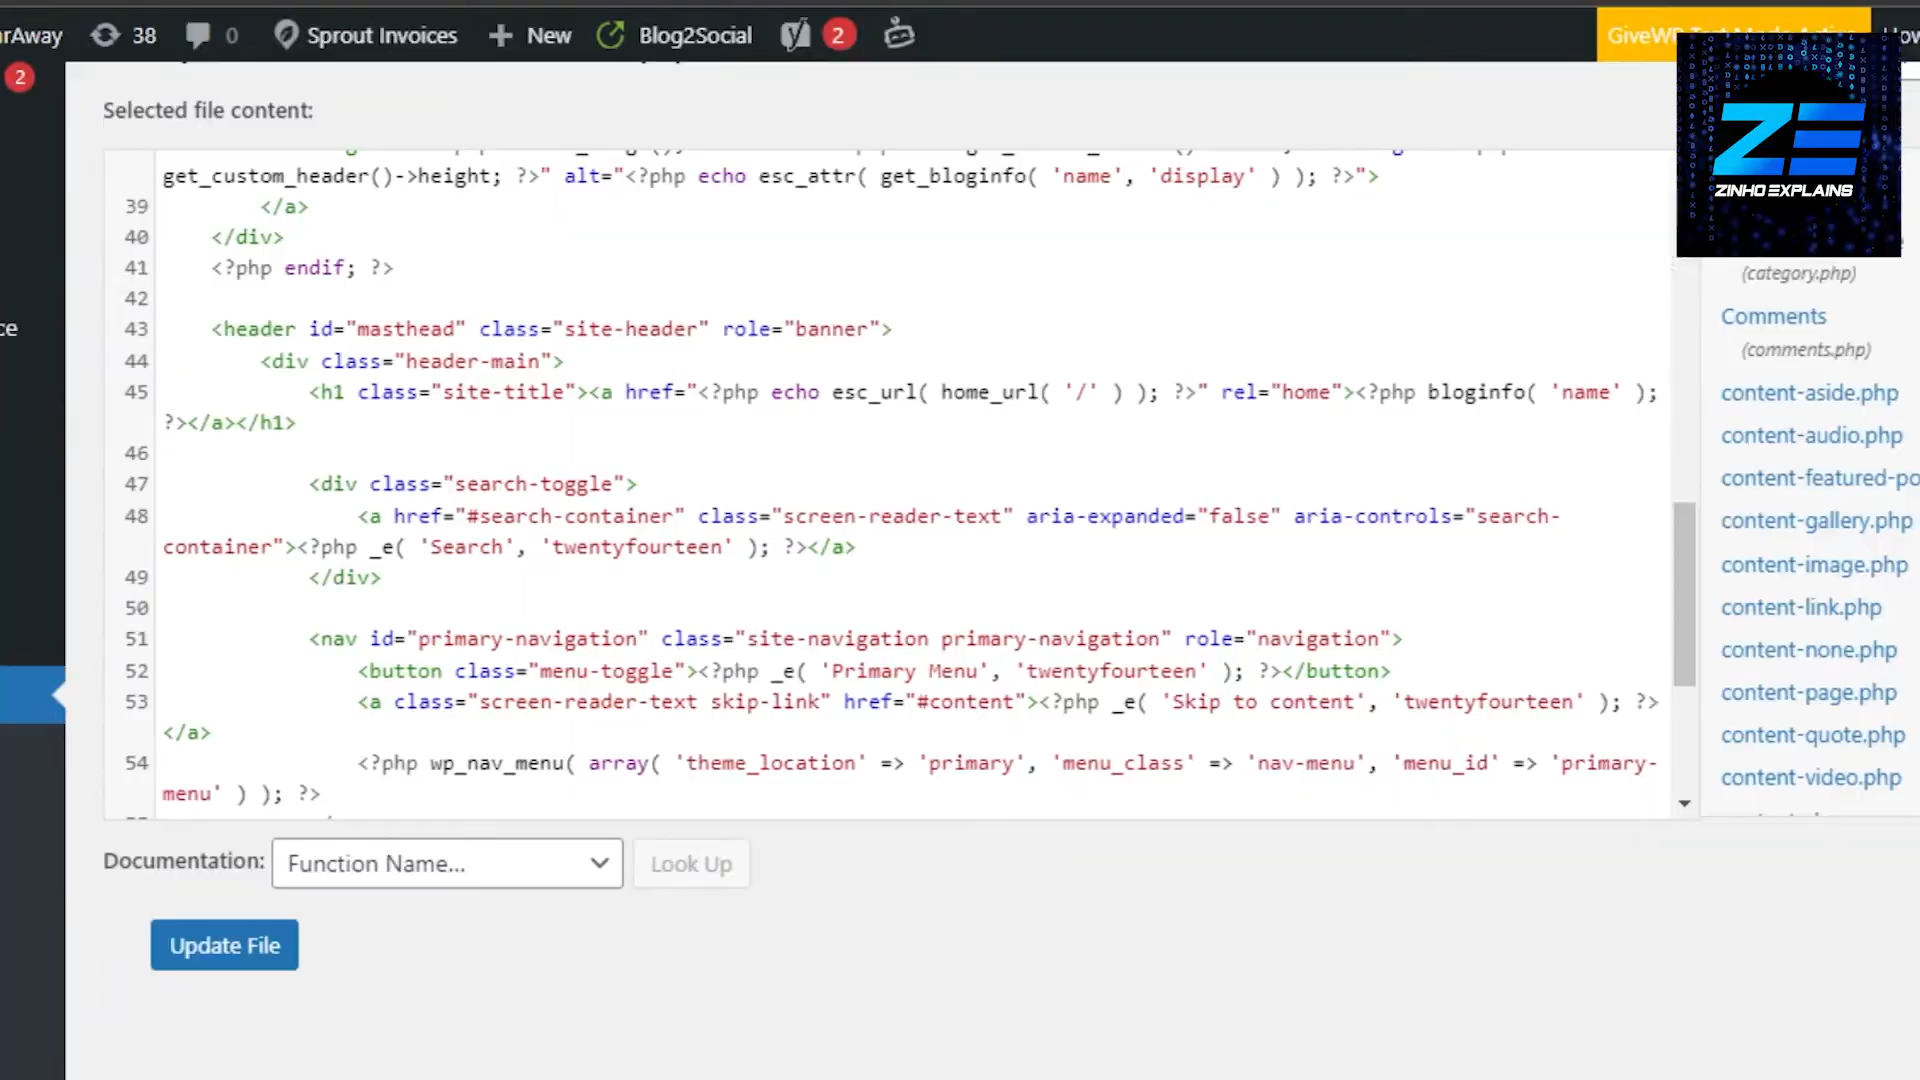 rAway 38 0 Sprout Invoices New Blog2Social 2 GiveWP Test Mode Active How
2
Selected file content:
get_custom_header()->height; ?>" alt="<?php echo esc_attr( get_bloginfo( 'name', 'display' ) ); ?>">
39 </a>
40 </div>
41 <?php endif; ?>
42
43 <header id="masthead" class="site-header" role="banner">
44 <div class="header-main">
45 <h1 class="site-title"><a href="<?php echo esc_url( home_url( '/' ) ); ?>" rel="home"><?php bloginfo( 'name' );
?></a></h1>
46
47 <div class="search-toggle">
48 <a href="#search-container" class="screen-reader-text" aria-expanded="false" aria-controls="search-
container"><?php _e( 'Search', 'twentyfourteen' ); ?></a>
49 </div>
50
51 <nav id="primary-navigation" class="site-navigation primary-navigation" role="navigation">
52 <button class="menu-toggle"><?php _e( 'Primary Menu', 'twentyfourteen' ); ?></button>
53 <a class="screen-reader-text skip-link" href="#content"><?php _e( 'Skip to content', 'twentyfourteen' ); ?>
</a>
54 <?php wp_nav_menu( array( 'theme_location' => 'primary', 'menu_class' => 'nav-menu', 'menu_id' => 'primary-
menu' ) ); ?>
ce
ZE
ZINHO EXPLAINS
(category.php)
Comments
(comments.php)
content-aside.php
content-audio.php
content-featured-po
content-gallery.php
content-image.php
content-link.php
content-none.php
content-page.php
content-quote.php
content-video.php
Documentation: Function Name... Look Up
Update File